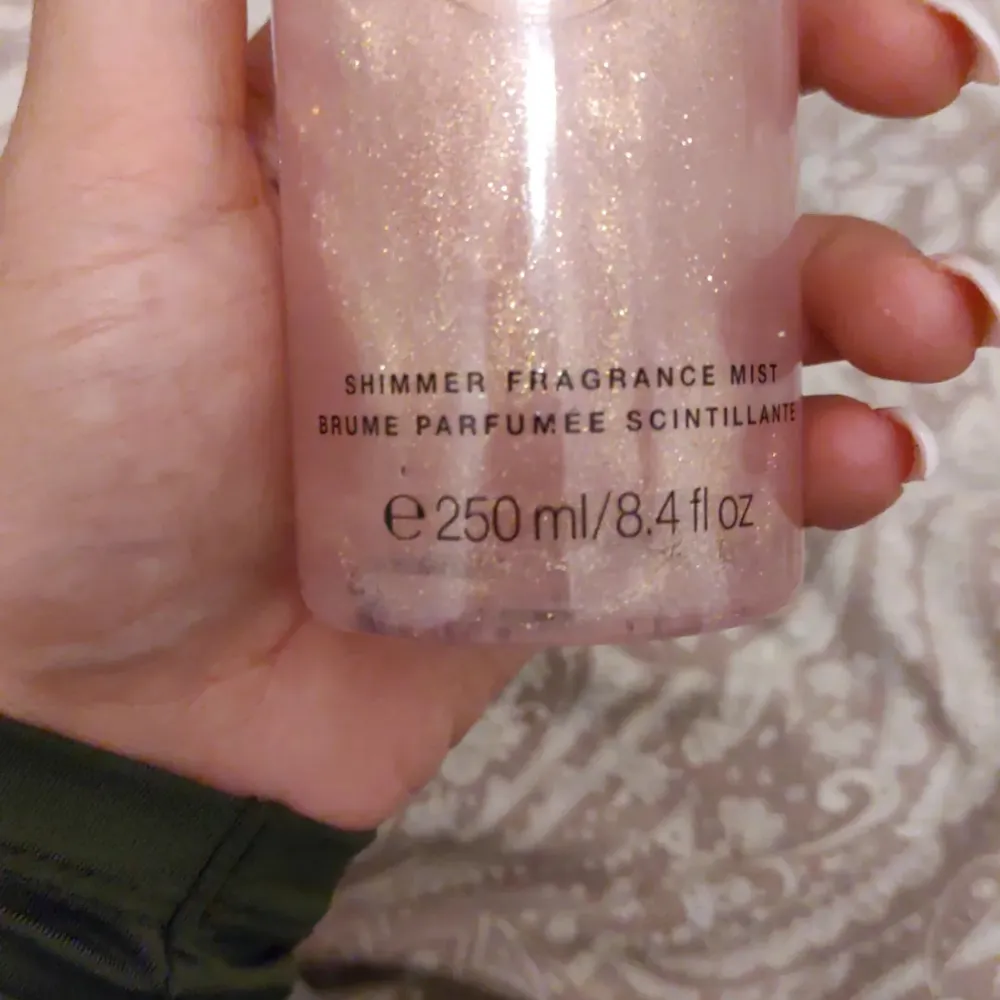 SHIMMER FRAGRANCE MIST
BRUME PARFUMÉE SCINTILLANTE
e 250 ml/8.4 fl oz